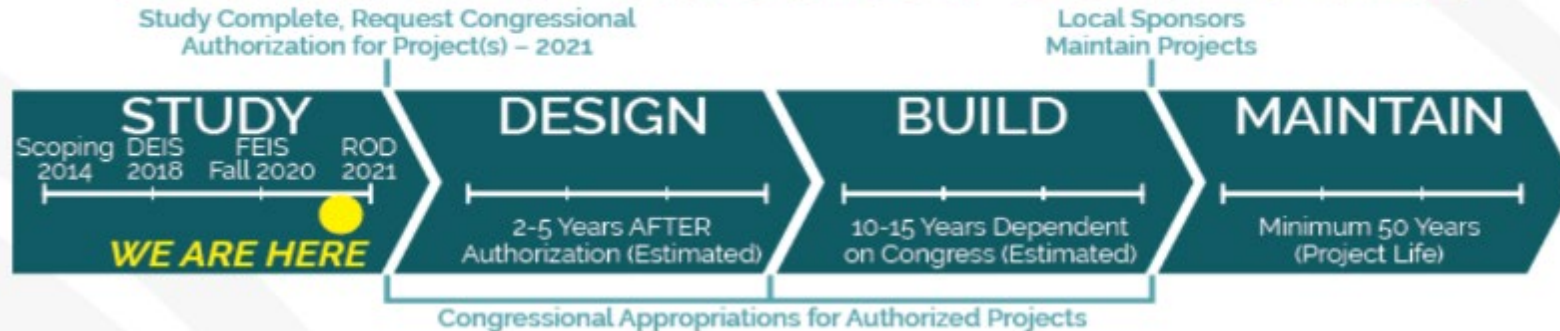 Study Complete, Request Congressional
Authorization for Project(s) – 2021
Local Sponsors
Maintain Projects
STUDY
Scoping
2014
DEIS
2018
FEIS
Fall 2020
ROD
2021
WE ARE HERE
DESIGN
2-5 Years AFTER
Authorization (Estimated)
BUILD
10-15 Years Dependent
on Congress (Estimated)
MAINTAIN
Minimum 50 Years
(Project Life)
Congressional Appropriations for Authorized Projects